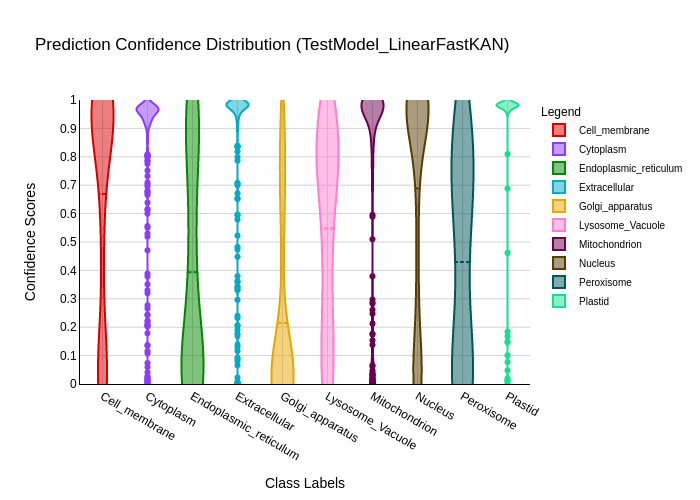 Prediction Confidence Distribution (TestModel_LinearFastKAN)
Legend
Cell_membrane
Cytoplasm
Endoplasmic_reticulum
Extracellular
Golgi_apparatus
Lysosome_Vacuole
Mitochondrion
Nucleus
Peroxisome
Plastid
Confidence Scores
1
0.9
0.8
0.7
0.6
0.5
0.4
0.3
0.2
0.1
0
Cell_membrane
Cytoplasm
Endoplasmic_reticulum
Extracellular
Golgi_apparatus
Lysosome_Vacuole
Mitochondrion
Nucleus
Peroxisome
Plastid
Class Labels